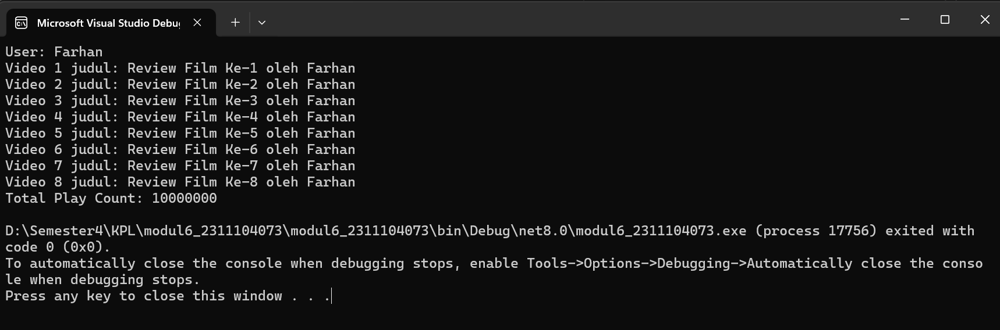 Microsoft Visual Studio Debu
User: Farhan
Video 1 judul: Review Film Ke-1 oleh Farhan
Video 2 judul: Review Film Ke-2 oleh Farhan
Video 3 judul: Review Film Ke-3 oleh Farhan
Video 4 judul: Review Film Ke-4 oleh Farhan
Video 5 judul: Review Film Ke-5 oleh Farhan
Video 6 judul: Review Film Ke-6 oleh Farhan
Video 7 judul: Review Film Ke-7 oleh Farhan
Video 8 judul: Review Film Ke-8 oleh Farhan
Total Play Count: 10000000
D:\Semester4\KPL\modul6_2311104073\modul6_2311104073\bin\Debug\net8.0\modul6_2311104073.exe (process 17756) exited with
code 0 (0x0).
To automatically close the console when debugging stops, enable Tools->Options->Debugging->Automatically close the conso
le when debugging stops.
Press any key to close this window . . .